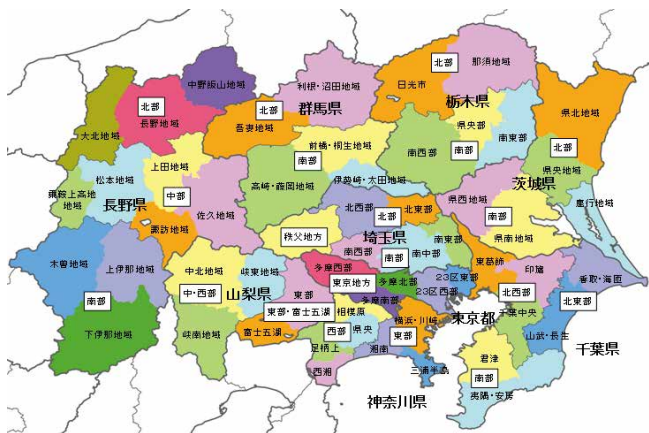 中野飯山地域
北部
長野地域
大北地域
上田地域
松本地域
中部
長野県
佐久地域
諏訪地域
木曽地域
上伊那地域
南部
下伊那地域
利根・沼田地域
北部
群馬県
吾妻地域
前橋・桐生地域
南部
高崎・
伊勢崎・太田地域
那須地域
北部
日光市
栃木県
県央部
南東部
南西部
南部
県北地域
北部
県央地域
茨城県
県西地域
南部
鹿行地域
県南地域
秩父地方
北西部
北部
北東部
埼玉県
南西部
南部
南中部
南東部
中北地域
峡東地域
中・西部
山梨県
東部
東部・富士五湖
富士五湖
峡南地域
多摩西部
東京地方
多摩北部
多摩南部
23区東部
23区西部
東京都
相模原
西部
県央
足柄上
湘南
西湘
横浜・川崎
東部
三浦半島
神奈川県
東葛飾
印旛
北西部
千葉中央
香取・海匝
北東部
山武・長生
千葉県
君津
南部
夷隅・安房